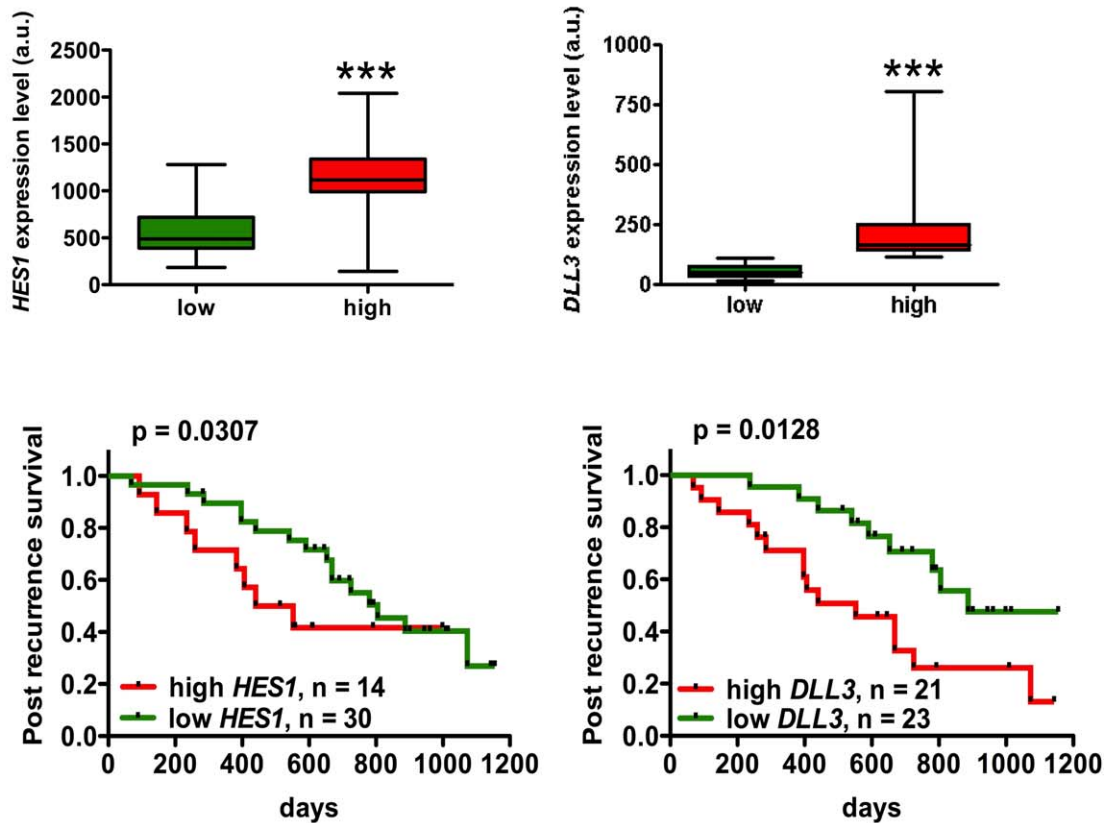 HES1 expression level (a.u.)
2500
2000
1500
1000
500
0
***
low
high
DLL3 expression level (a.u.)
1000
750
500
250
0
***
low
high
p = 0.0307
Post recurrence survival
1.0
0.8
0.6
0.4
0.2
0.0
high HES1, n = 14
low HES1, n = 30
0 200 400 600 800 1000 1200
days
p = 0.0128
Post recurrence survival
1.0
0.8
0.6
0.4
0.2
0.0
high DLL3, n = 21
low DLL3, n = 23
0 200 400 600 800 1000 1200
days